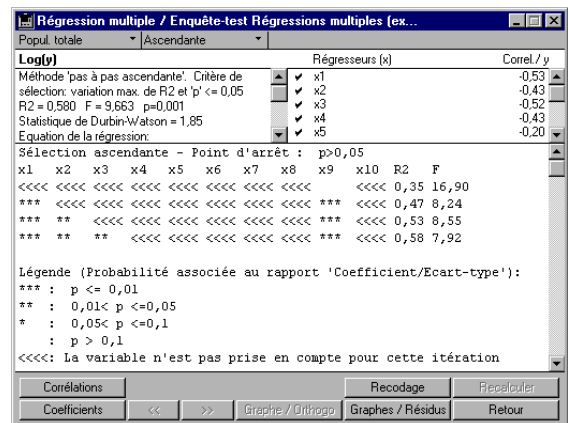 Régression multiple / Enquête-test Régressions multiples (ex...
Popul. totale Ascendante
Log(y) Régresseurs (x) Correl./ y
Méthode 'pas à pas ascendante'. Critère de
sélection: variation max. de R2 et 'p' <= 0,05
R2 = 0,580 F = 9,663 p=0,001
Statistique de Durbin-Watson = 1,85
Equation de la régression:
x1 -0,53
x2 -0,43
x3 -0,52
x4 -0,43
x5 -0,20
Sélection ascendante - Point d'arrêt : p>0,05
x1 x2 x3 x4 x5 x6 x7 x8 x9 x10 R2 F
<<<< <<<< <<<< <<<< <<<< <<<< <<<< <<<< <<<< 0,35 16,90
*** <<<< <<<< <<<< <<<< <<<< <<<< <<<< *** <<<< 0,47 8,24
*** ** <<<< <<<< <<<< <<<< <<<< <<<< *** <<<< 0,53 8,55
*** ** ** <<<< <<<< <<<< <<<< <<<< *** <<<< 0,58 7,92
Légende (Probabilité associée au rapport 'Coefficient/Ecart-type'):
*** : p <= 0,01
** : 0,01< p <=0,05
* : 0,05< p <=0,1
: p > 0,1
<<<<: La variable n'est pas prise en compte pour cette itération
Corrélations Recodage Recalculer
Coefficients << >> Graphe / Orthogo Graphes / Résidus Retour